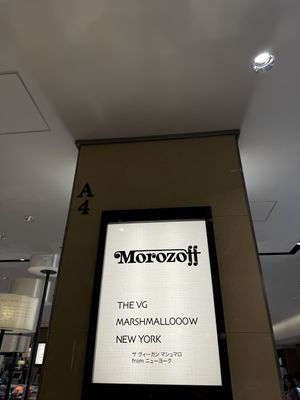 A
4
Morozoff
THE VG
MARSHMALLOOOW
NEW YORK
ザ ヴィーガン マシュマロ
from ニューヨーク